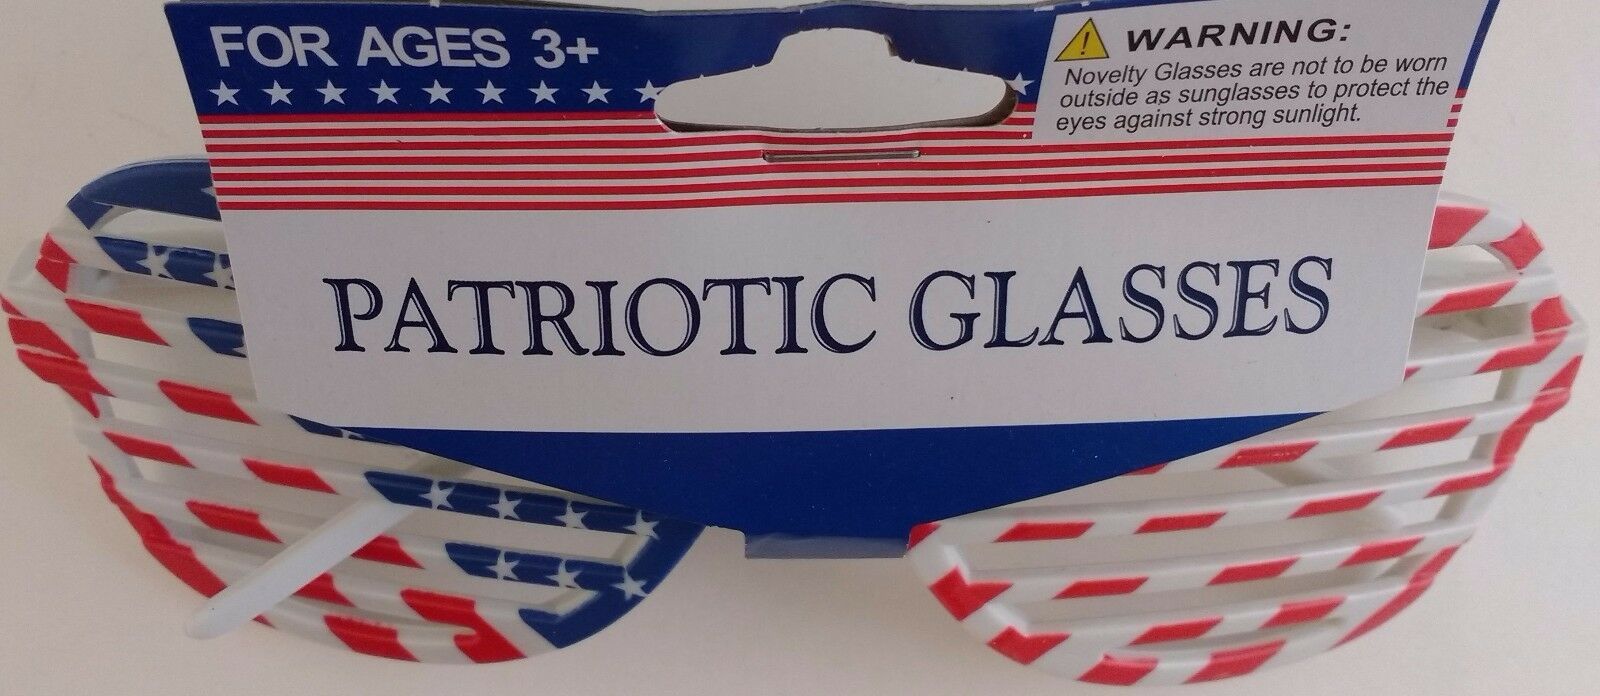 FOR AGES 3+
WARNING:
Novelty Glasses are not to be worn
outside as sunglasses to protect the
eyes against strong sunlight.
PATRIOTIC GLASSES